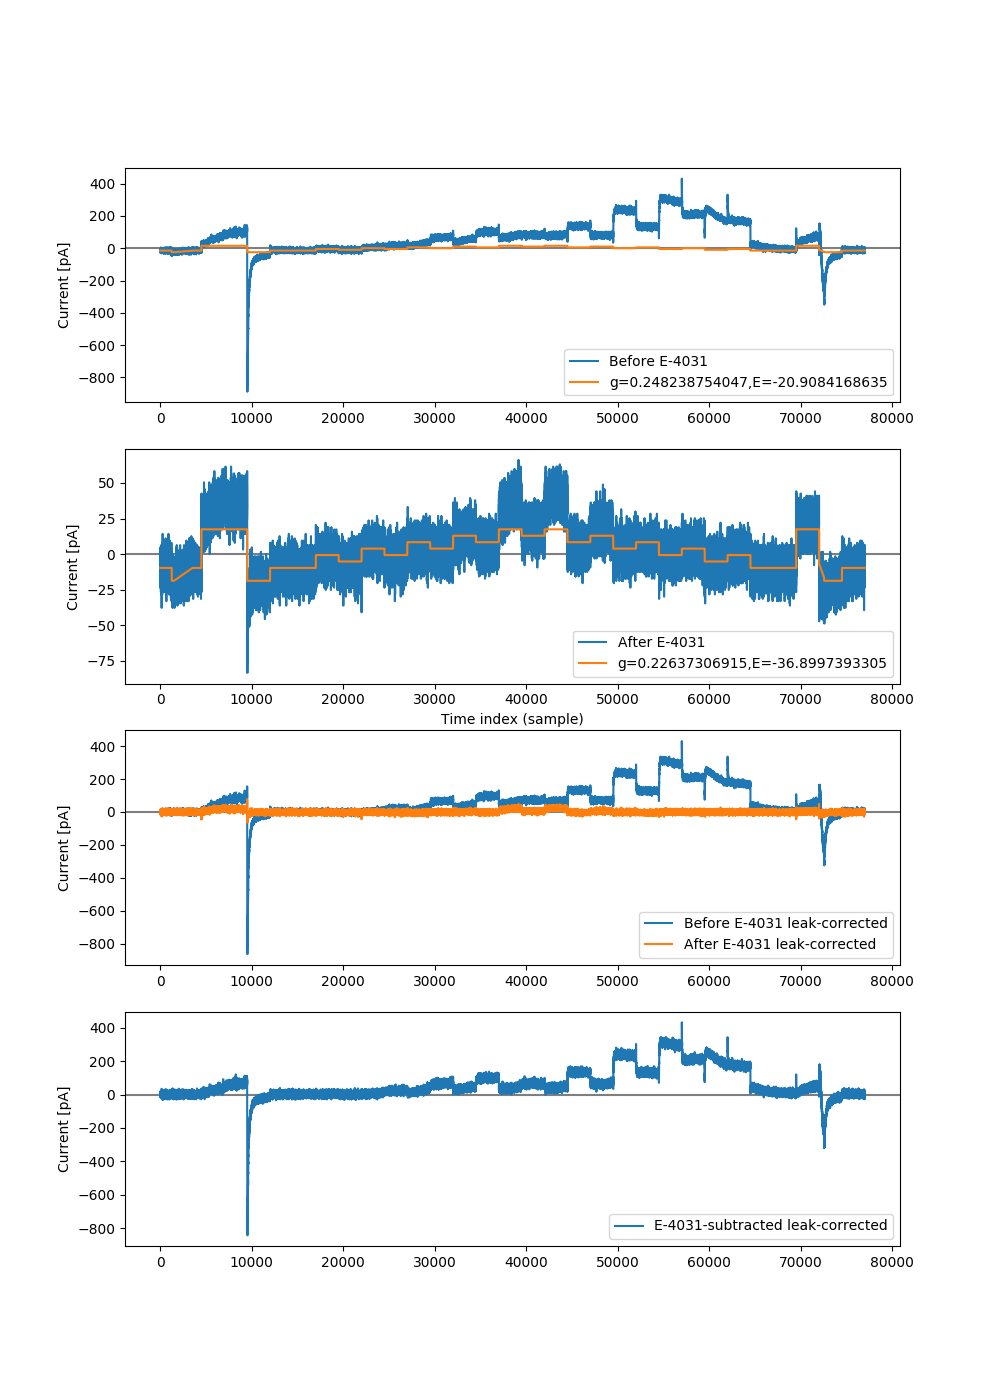 400
200
0
−200
−400
−600
−800
Current [pA]
Before E-4031
g=0.248238754047,E=-20.9084168635
0 10000 20000 30000 40000 50000 60000 70000 80000
50
25
0
−25
−50
−75
Current [pA]
After E-4031
g=0.22637306915,E=-36.8997393305
0 10000 20000 30000 40000 50000 60000 70000 80000
Time index (sample)
400
200
0
−200
−400
−600
−800
Current [pA]
Before E-4031 leak-corrected
After E-4031 leak-corrected
0 10000 20000 30000 40000 50000 60000 70000 80000
400
200
0
−200
−400
−600
−800
Current [pA]
E-4031-subtracted leak-corrected
0 10000 20000 30000 40000 50000 60000 70000 80000